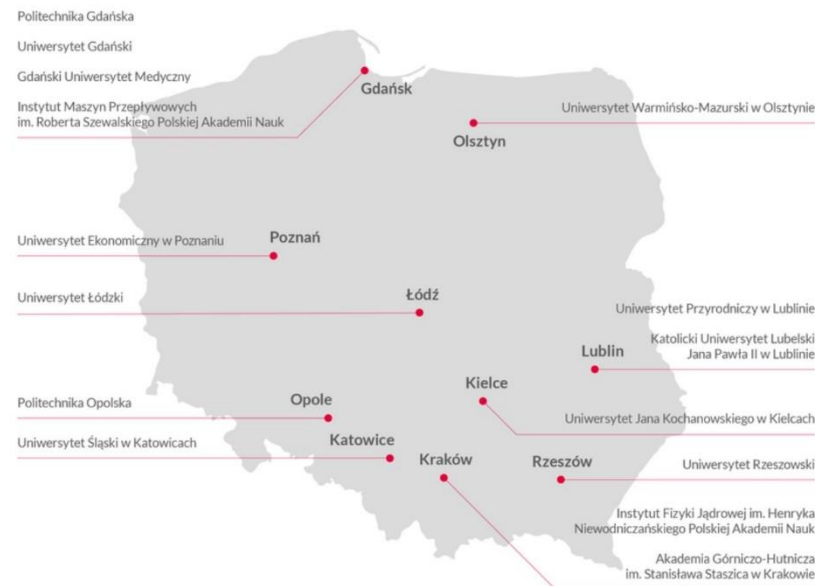 Politechnika Gdańska
Uniwersytet Gdański
Gdański Uniwersytet Medyczny
Instytut Maszyn Przepływowych
im. Roberta Szewalskiego Polskiej Akademii Nauk
Gdańsk
Uniwersytet Warmińsko-Mazurski w Olsztynie
Olsztyn
Uniwersytet Ekonomiczny w Poznaniu
Poznań
Uniwersytet Łódzki
Łódź
Uniwersytet Przyrodniczy w Lublinie
Katolicki Uniwersytet Lubelski
Jana Pawła II w Lublinie
Lublin
Kielce
Uniwersytet Jana Kochanowskiego w Kielcach
Politechnika Opolska
Opole
Uniwersytet Śląski w Katowicach
Katowice
Kraków
Rzeszów
Uniwersytet Rzeszowski
Instytut Fizyki Jądrowej im. Henryka
Niewodniczańskiego Polskiej Akademii Nauk
Akademia Górniczo-Hutnicza
im. Stanisława Staszica w Krakowie